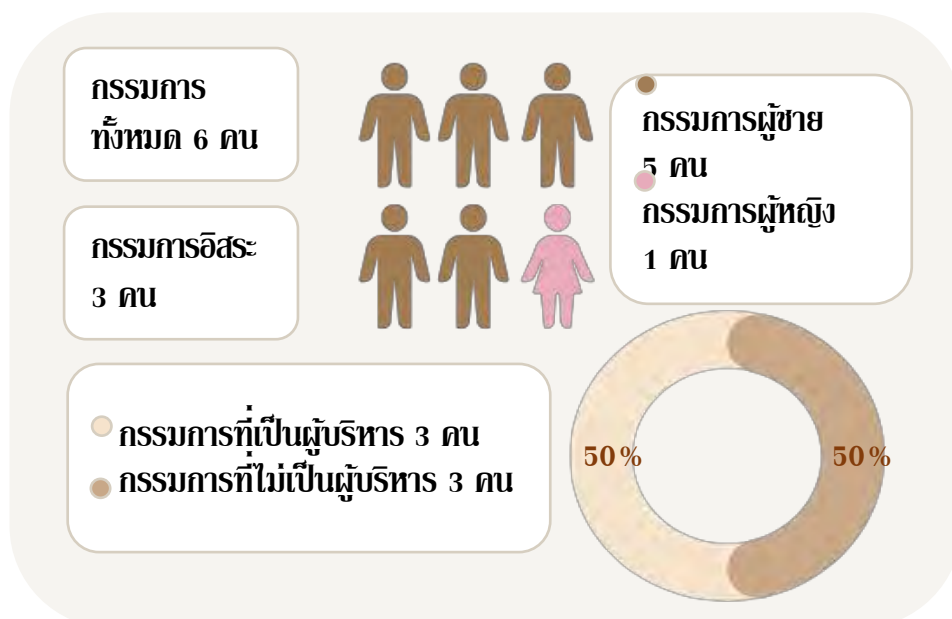 กรรมการ
ทั้งหมด 6 คน
กรรมการผู้ชาย
5 คน
กรรมการผู้หญิง
1 คน
กรรมการอิสระ
3 คน
กรรมการที่เป็นผู้บริหาร 3 คน
กรรมการที่ไม่เป็นผู้บริหาร 3 คน
50%
50%